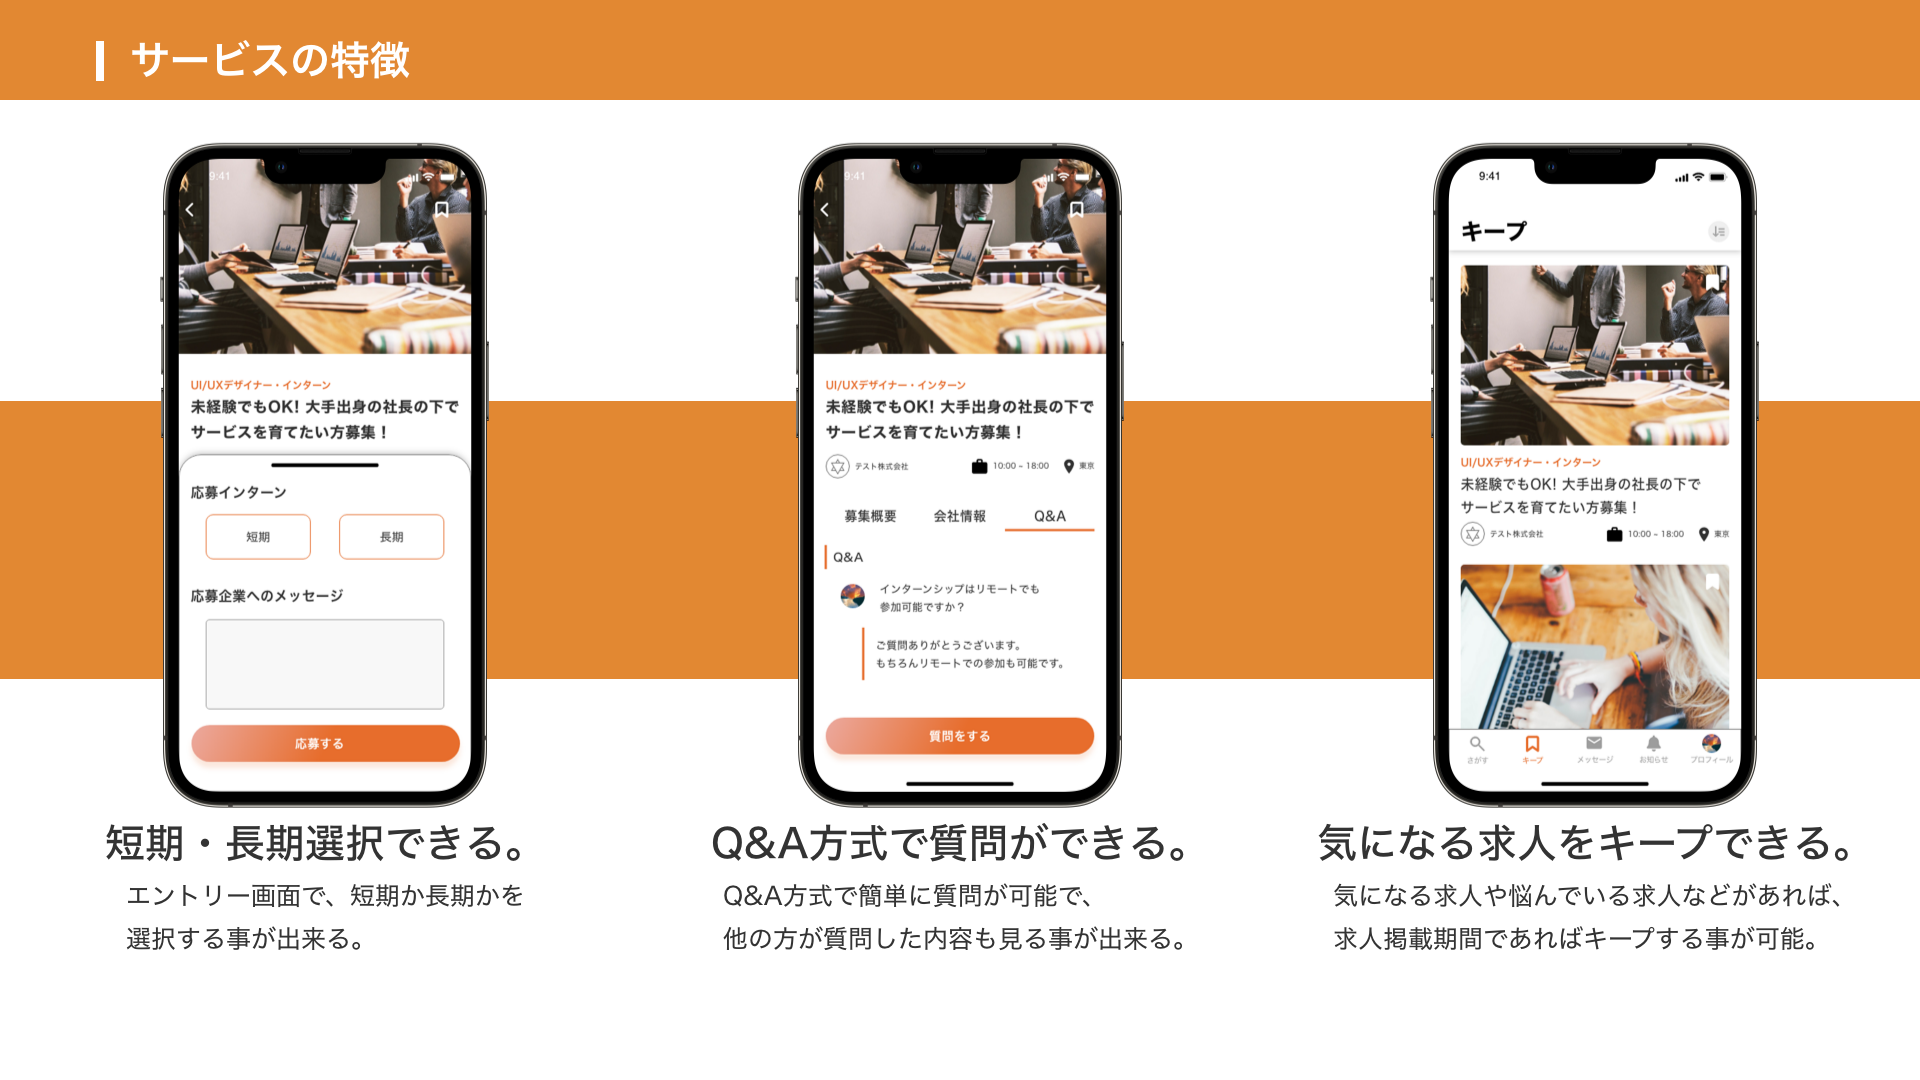 サービスの特徴
9:41
UI/UXデザイナー・インターン
未経験でもOK! 大手出身の社長の下で
サービスを育てたい方募集！
応募インターン
短期
長期
応募企業へのメッセージ
応募する
短期・長期選択できる。
エントリー画面で、短期か長期かを
選択する事が出来る。
9:41
UI/UXデザイナー・インターン
未経験でもOK! 大手出身の社長の下で
サービスを育てたい方募集！
テスト株式会社
10:00 ~ 18:00
東京
募集概要
会社情報
Q&A
Q&A
インターンシップはリモートでも
参加可能ですか？
ご質問ありがとうございます。
もちろんリモートでの参加も可能です。
質問をする
Q&A方式で質問ができる。
Q&A方式で簡単に質問が可能で、
他の方が質問した内容も見る事が出来る。
9:41
キープ
UI/UXデザイナー・インターン
未経験でもOK! 大手出身の社長の下で
サービスを育てたい方募集！
テスト株式会社
10:00 ~ 18:00
東京
さがす
キープ
メッセージ
お知らせ
プロフィール
気になる求人をキープできる。
気になる求人や悩んでいる求人などがあれば、
求人掲載期間であればキープする事が可能。